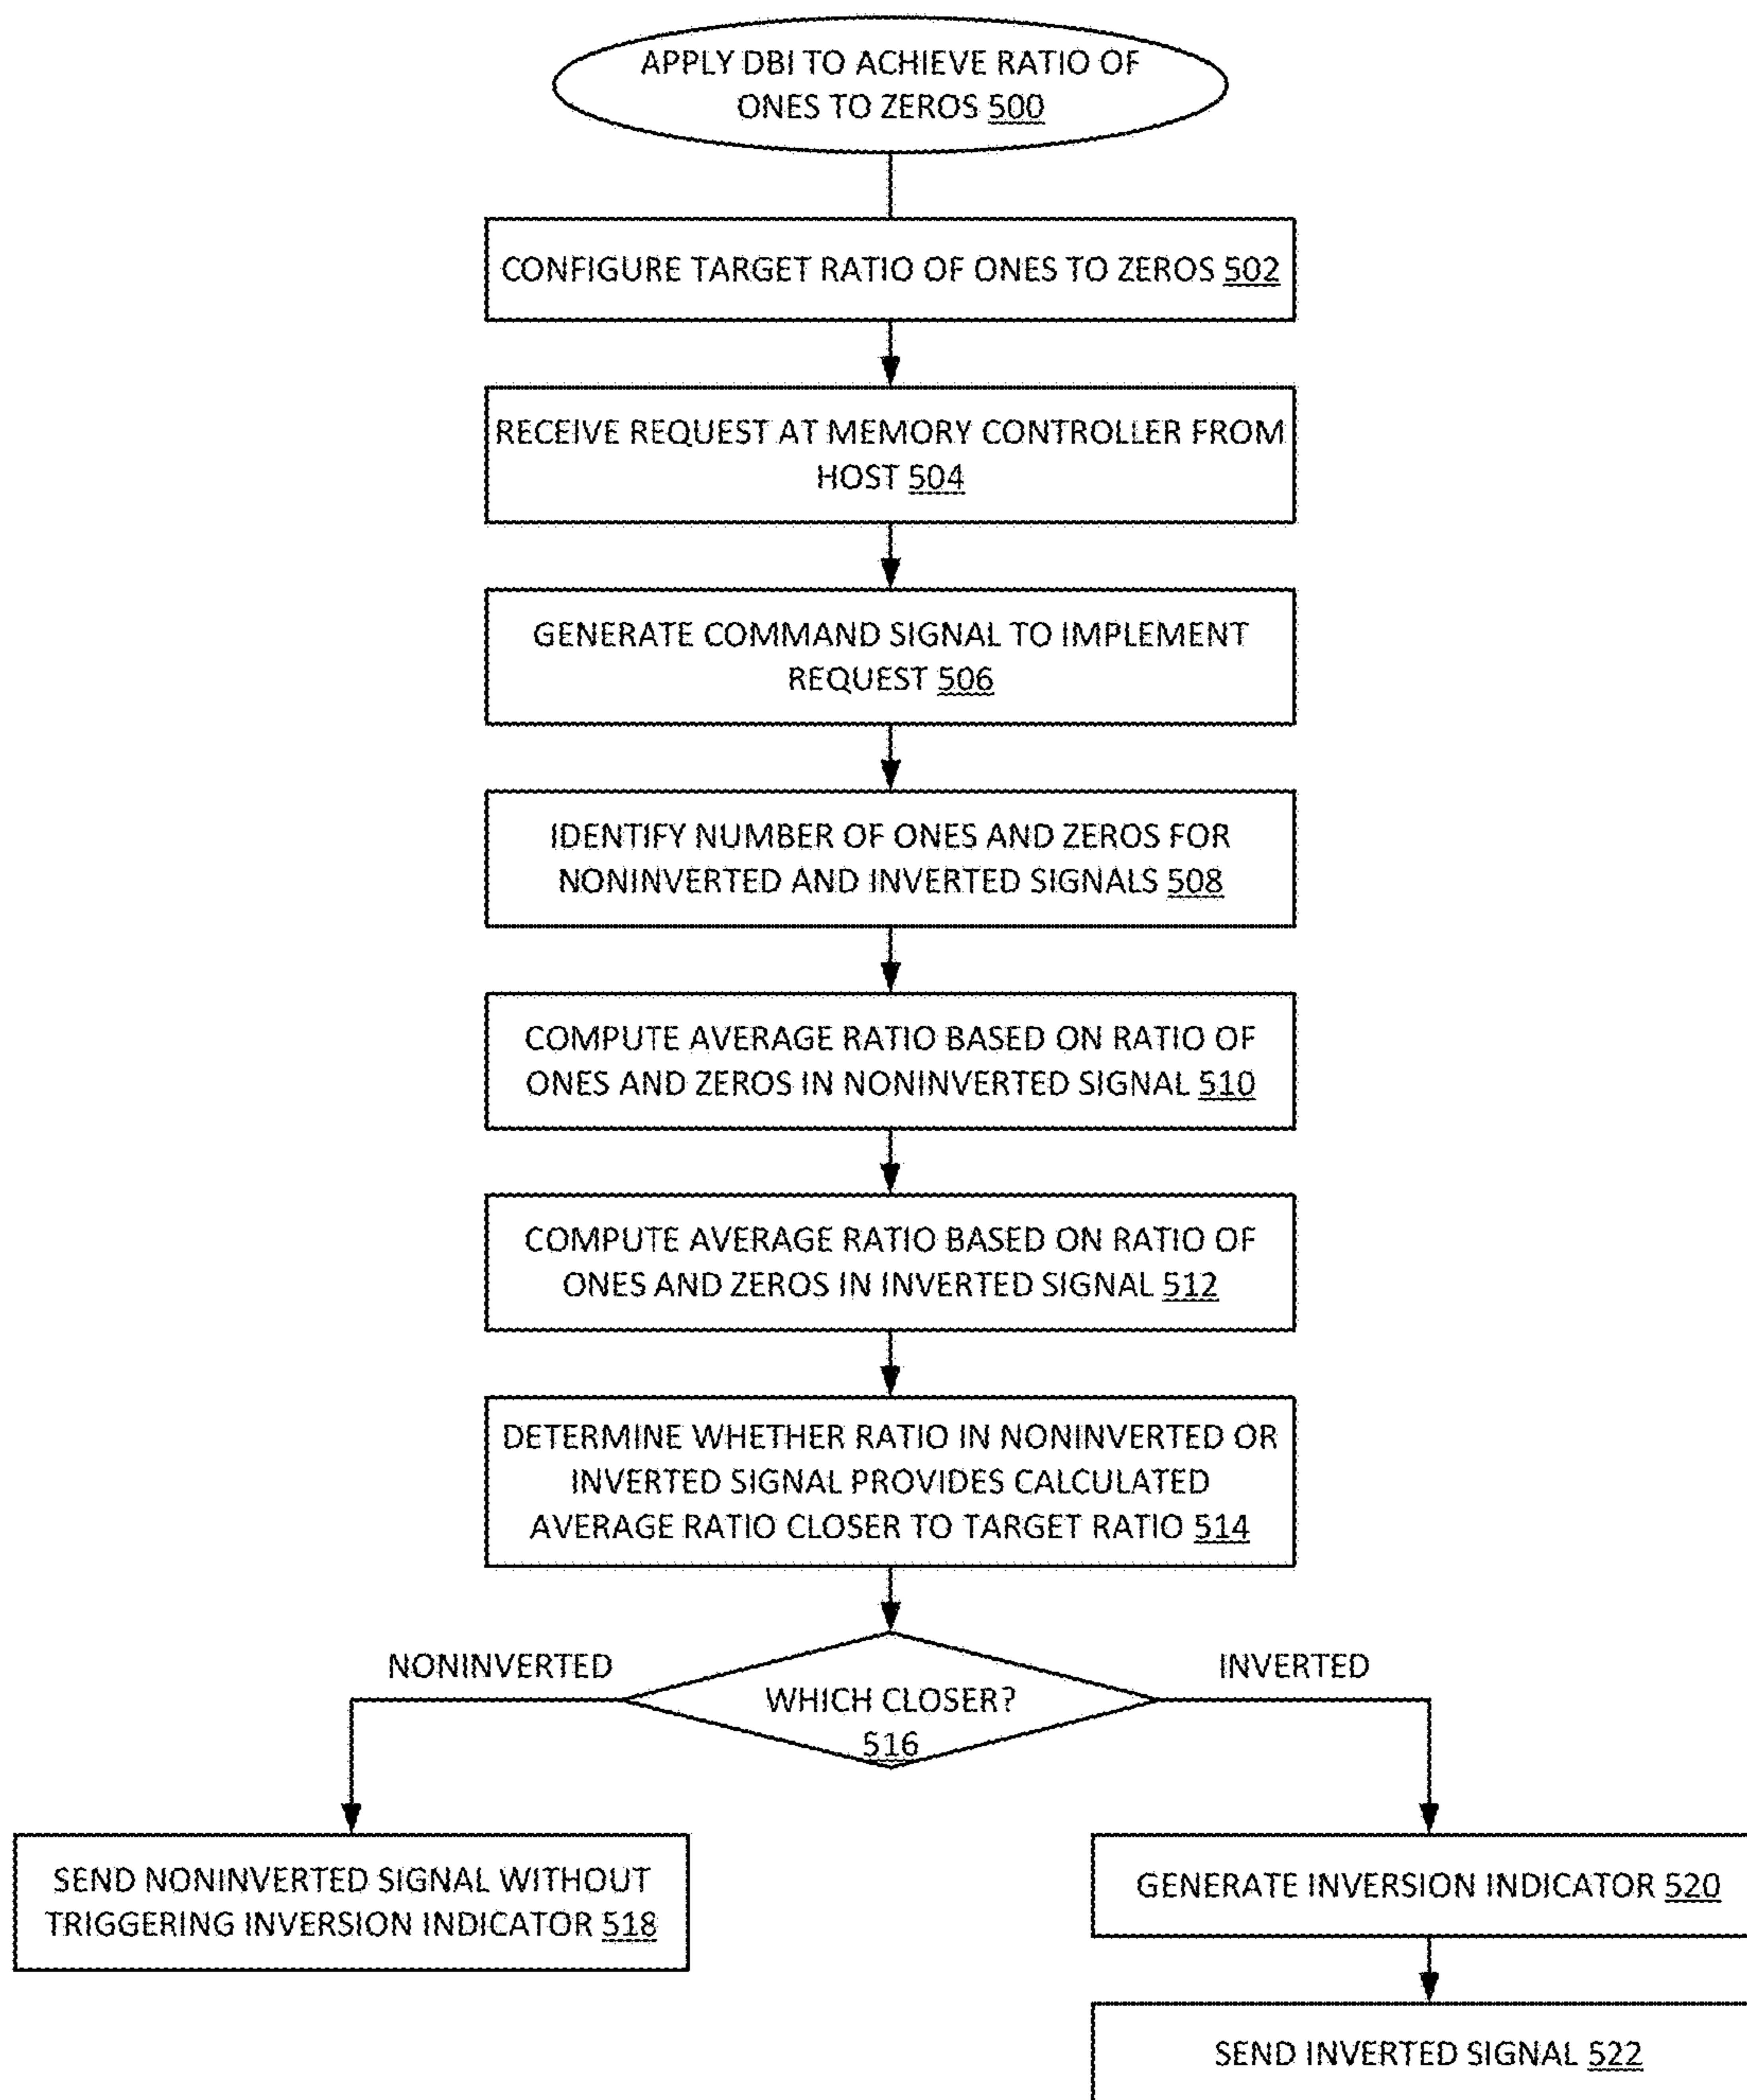 APPLY DBI TO ACHIEVE RATIO OF
ONES TO ZEROS 500
CONFIGURE TARGET RATIO OF ONES TO ZEROS 502
RECEIVE REQUEST AT MEMORY CONTROLLER FROM
HOST 504
GENERATE COMMAND SIGNAL TO IMPLEMENT
REQUEST 506
IDENTIFY NUMBER OF ONES AND ZEROS FOR
NONINVERTED AND INVERTED SIGNALS 508
COMPUTE AVERAGE RATIO BASED ON RATIO OF
ONES AND ZEROS IN NONINVERTED SIGNAL 510
COMPUTE AVERAGE RATIO BASED ON RATIO OF
ONES AND ZEROS IN INVERTED SIGNAL 512
DETERMINE WHETHER RATIO IN NONINVERTED OR
INVERTED SIGNAL PROVIDES CALCULATED
AVERAGE RATIO CLOSER TO TARGET RATIO 514
NONINVERTED
INVERTED
WHICH CLOSER?
516
SEND NONINVERTED SIGNAL WITHOUT
TRIGGERING INVERSION INDICATOR 518
GENERATE INVERSION INDICATOR 520
SEND INVERTED SIGNAL 522